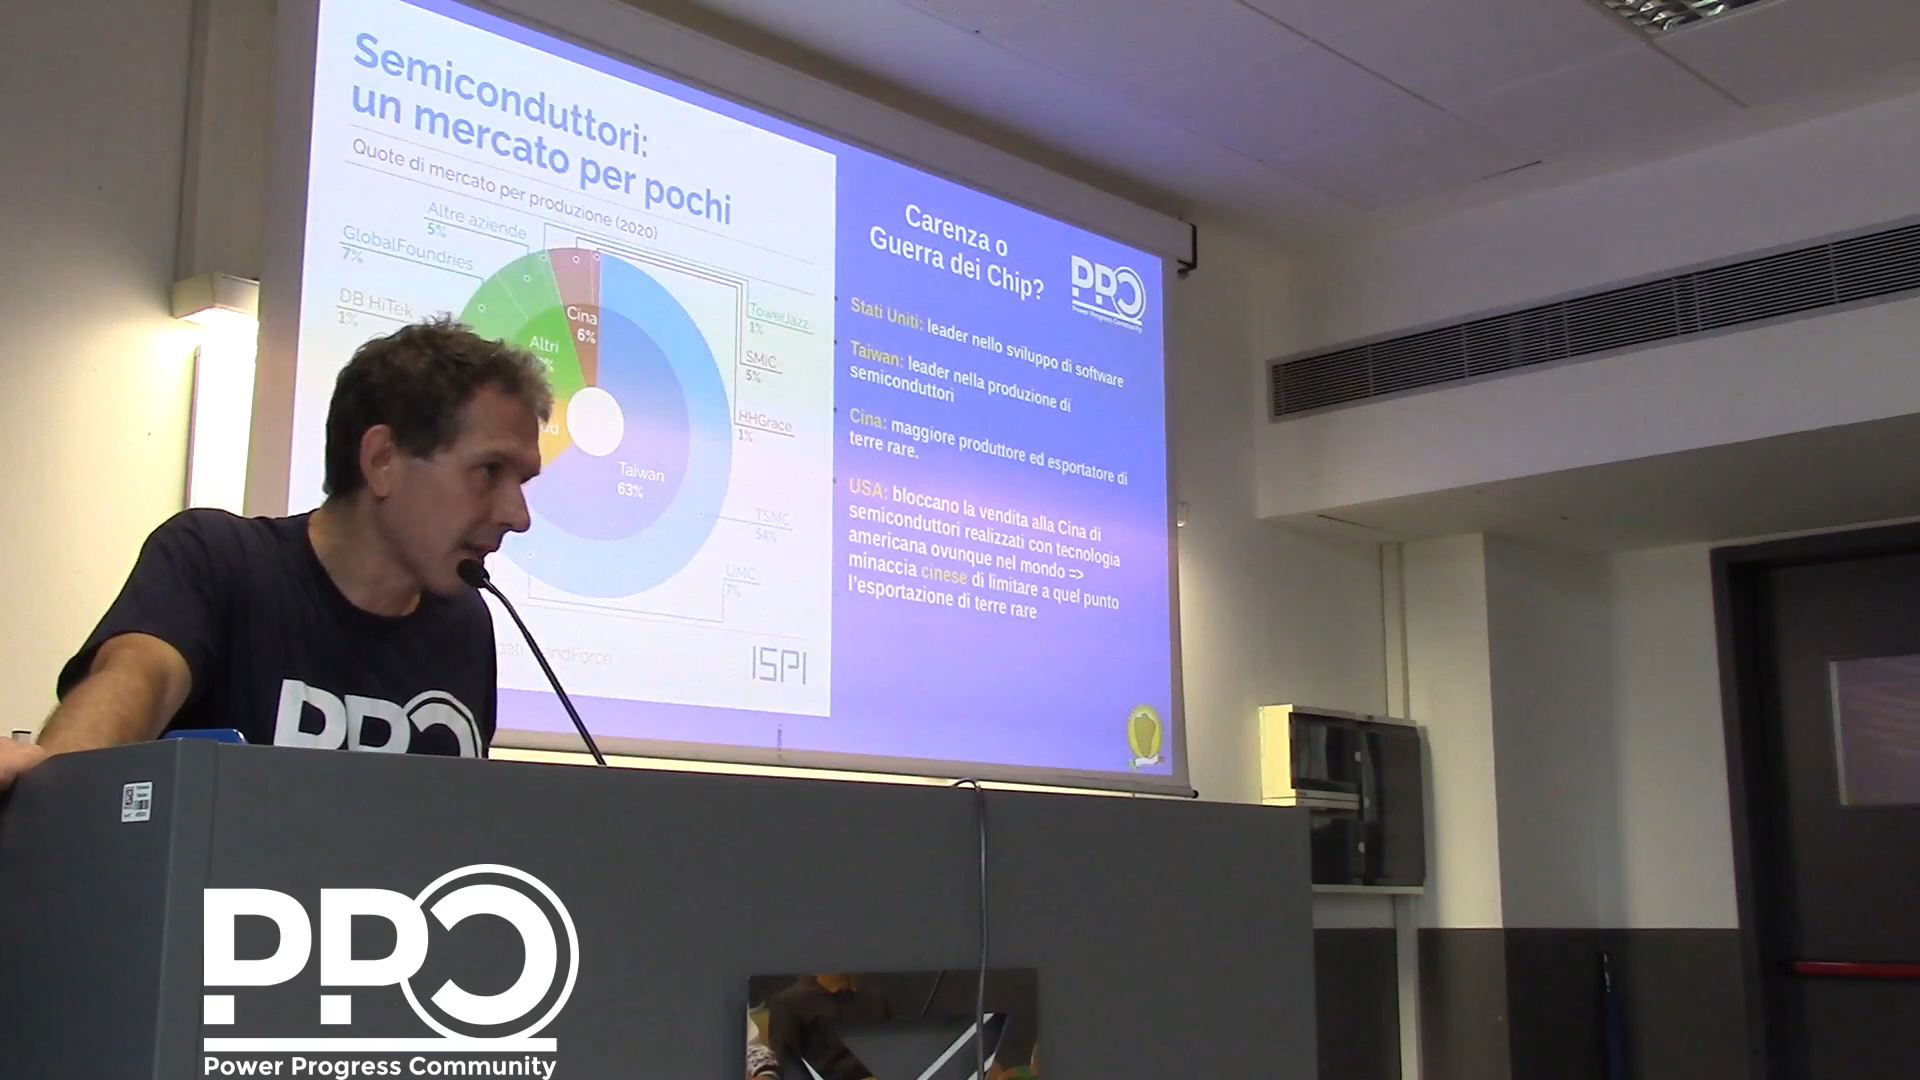 Semiconduttori:
un mercato per pochi
Quote di mercato per produzione (2020)
Altre aziende
5%
GlobalFoundries
7%
DB HiTek
1%
Cina
6%
Altri
Taiwan
63%
TowerJazz
1%
SMIC
5%
HHGrace
1%
TSMC
54%
UMC
7%
ISPI
Carenza o
Guerra dei Chip?
PPC
Power Progress Community
Stati Uniti: leader nello sviluppo di software
Taiwan: leader nella produzione di
semiconduttori
Cina: maggiore produttore ed esportatore di
terre rare.
USA: bloccano la vendita alla Cina di
semiconduttori realizzati con tecnologia
americana ovunque nel mondo =>
minaccia cinese di limitare a quel punto
l'esportazione di terre rare
PPC
PPC
Power Progress Community